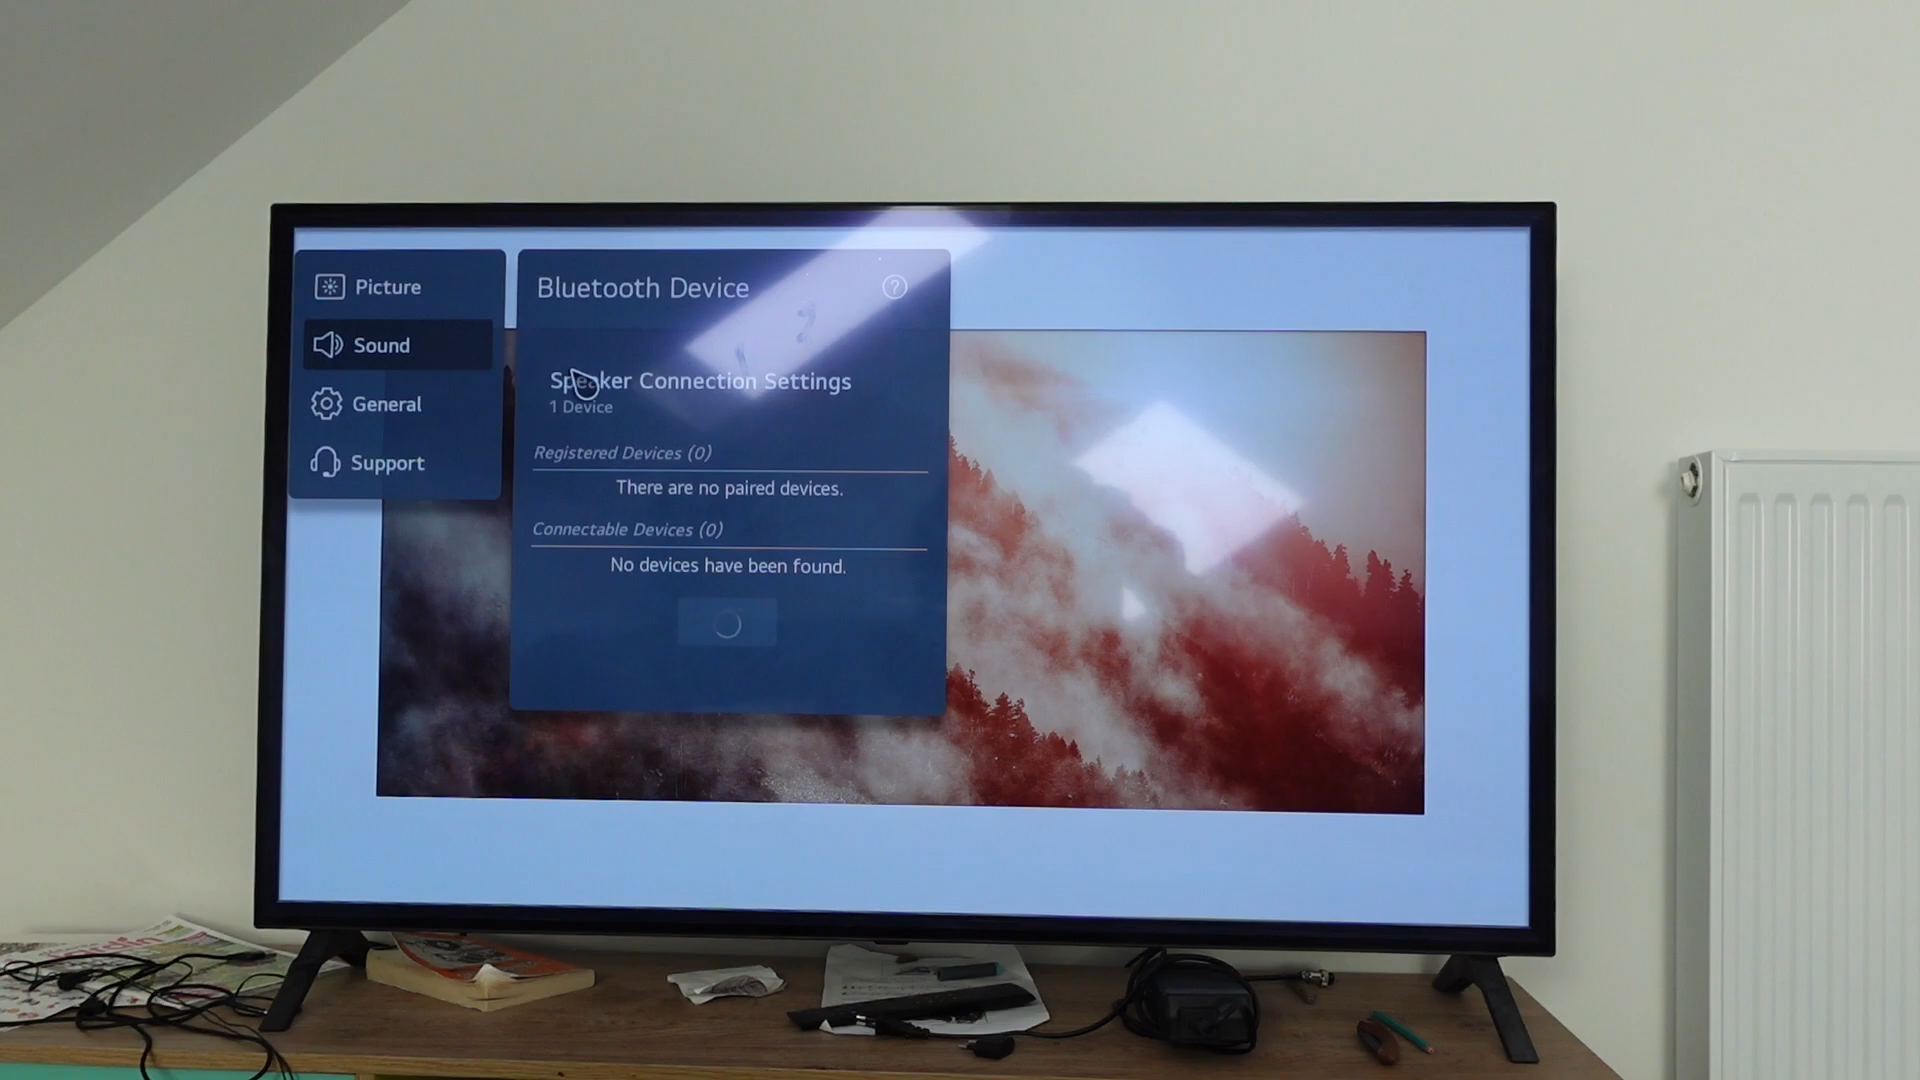 Picture
Sound
General
Support
Bluetooth Device
?
Speaker Connection Settings
1 Device
Registered Devices (0)
There are no paired devices.
Connectable Devices (0)
No devices have been found.